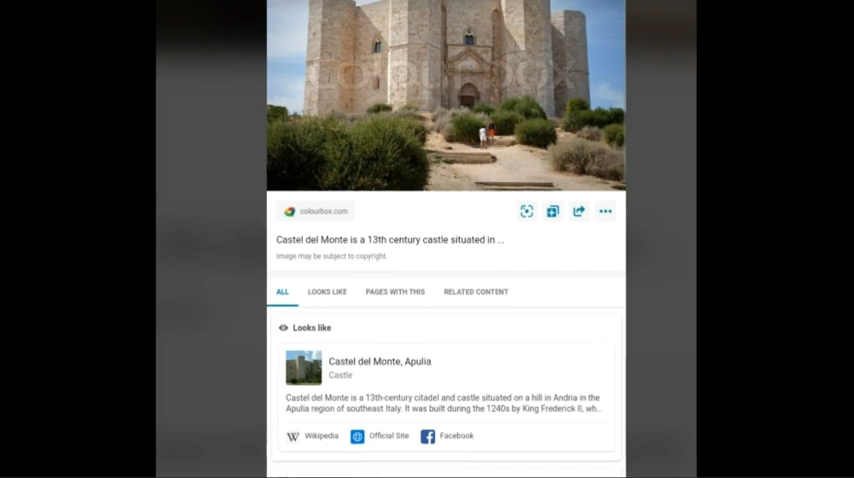 COLOURBOX
colourbox.com
Castel del Monte is a 13th century castle situated in ...
Image may be subject to copyright.
ALL LOOKS LIKE PAGES WITH THIS RELATED CONTENT
Looks like
Castel del Monte, Apulia
Castle
Castel del Monte is a 13th-century citadel and castle situated on a hill in Andria in the
Apulia region of southeast Italy. It was built during the 1240s by King Frederick II, wh...
W Wikipedia Official Site f Facebook